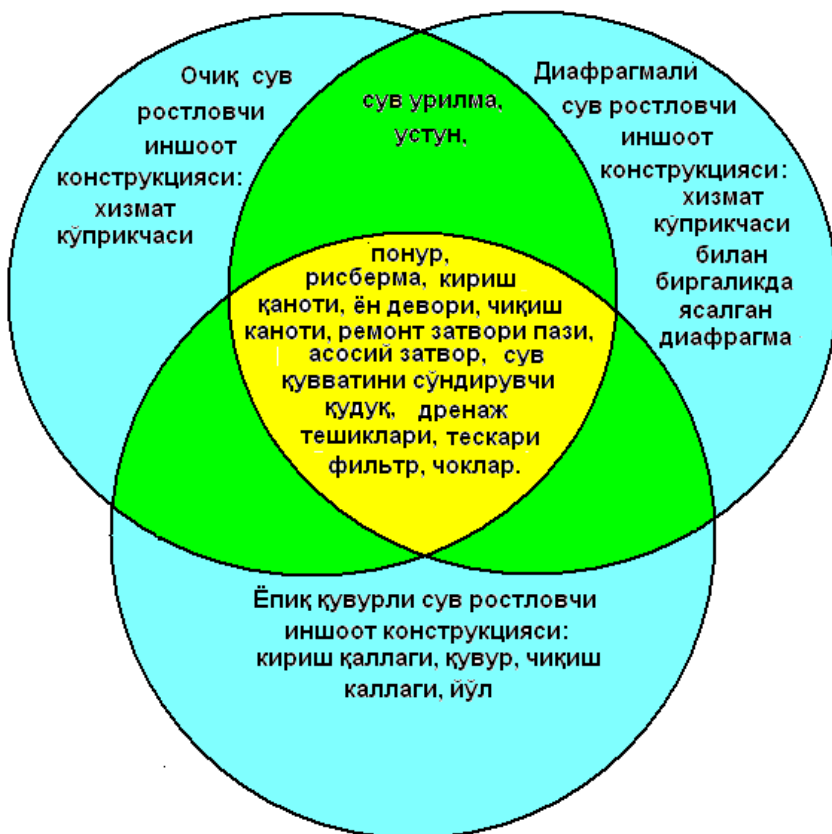 Очиқ сув
ростловчи
иншоот
конструкцияси:
хизмат
кўприкчаси
сув урилма,
устун,
Диафрагмали
сув ростловчи
иншоот
конструкцияси:
хизмат
кўприкчаси
билан
биргаликда
ясалган
диафрагма
понур,
рисберма, кириш
қаноти, ён девори, чиқиш
каноти, ремонт затвори пази,
асосий затвор, сув
қувватини сўндирувчи
қудуқ, дренаж
тешиклари, тескари
фильтр, чоклар.
Ёпиқ қувурли сув ростловчи
иншоот конструкцияси:
кириш қаллаги, қувур, чиқиш
каллаги, йўл